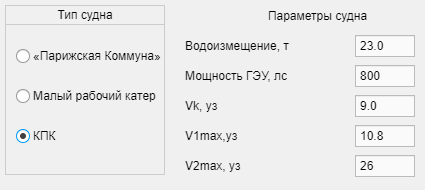 Тип судна
«Парижская Коммуна»
Малый рабочий катер
КПК
Параметры судна
Водоизмещение, т 23.0
Мощность ГЭУ, лс 800
Vk, уз 9.0
V1max,уз 10.8
V2max, уз 26